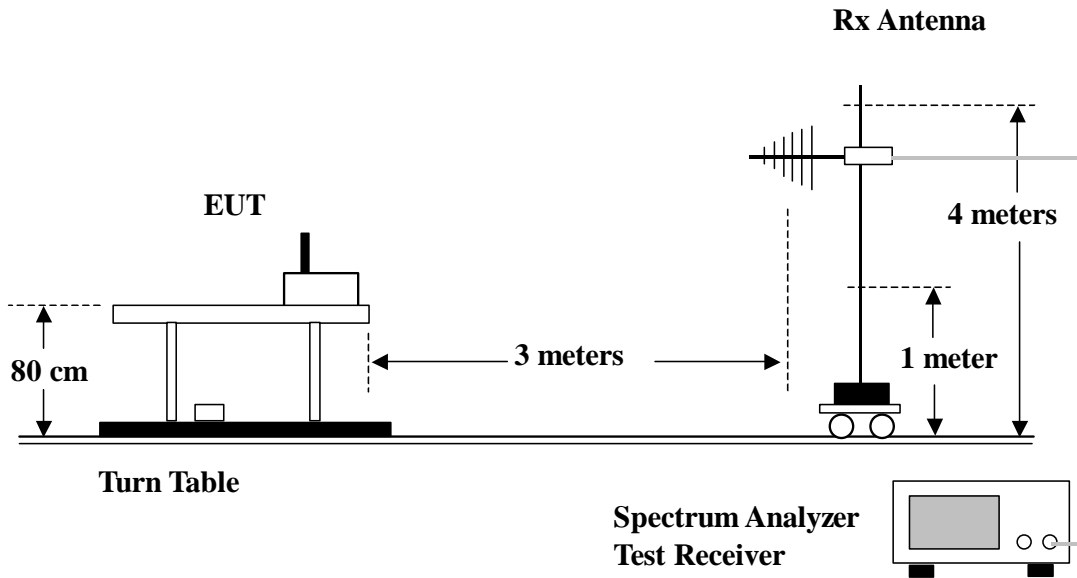 Rx Antenna
EUT
4 meters
3 meters
1 meter
80 cm
Turn Table
Spectrum Analyzer
Test Receiver